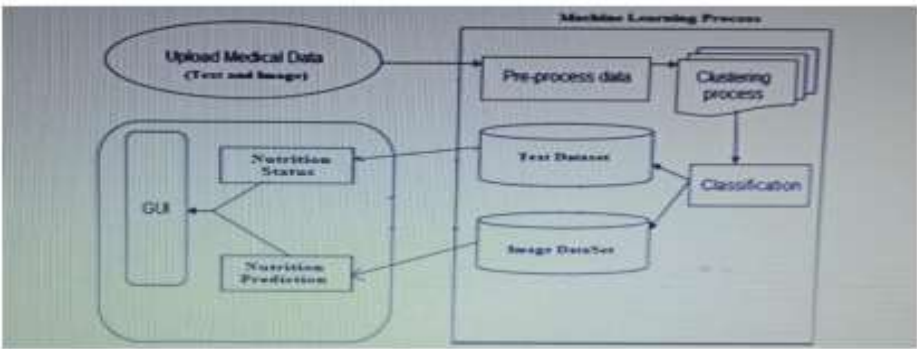 Machine Learning Process
Upload Medical Data
(Text and Image)
Pre-process data
Clustering
process
Nutrition
Status
Text Dataset
Classification
GUI
Image DataSet
Nutrition
Prediction